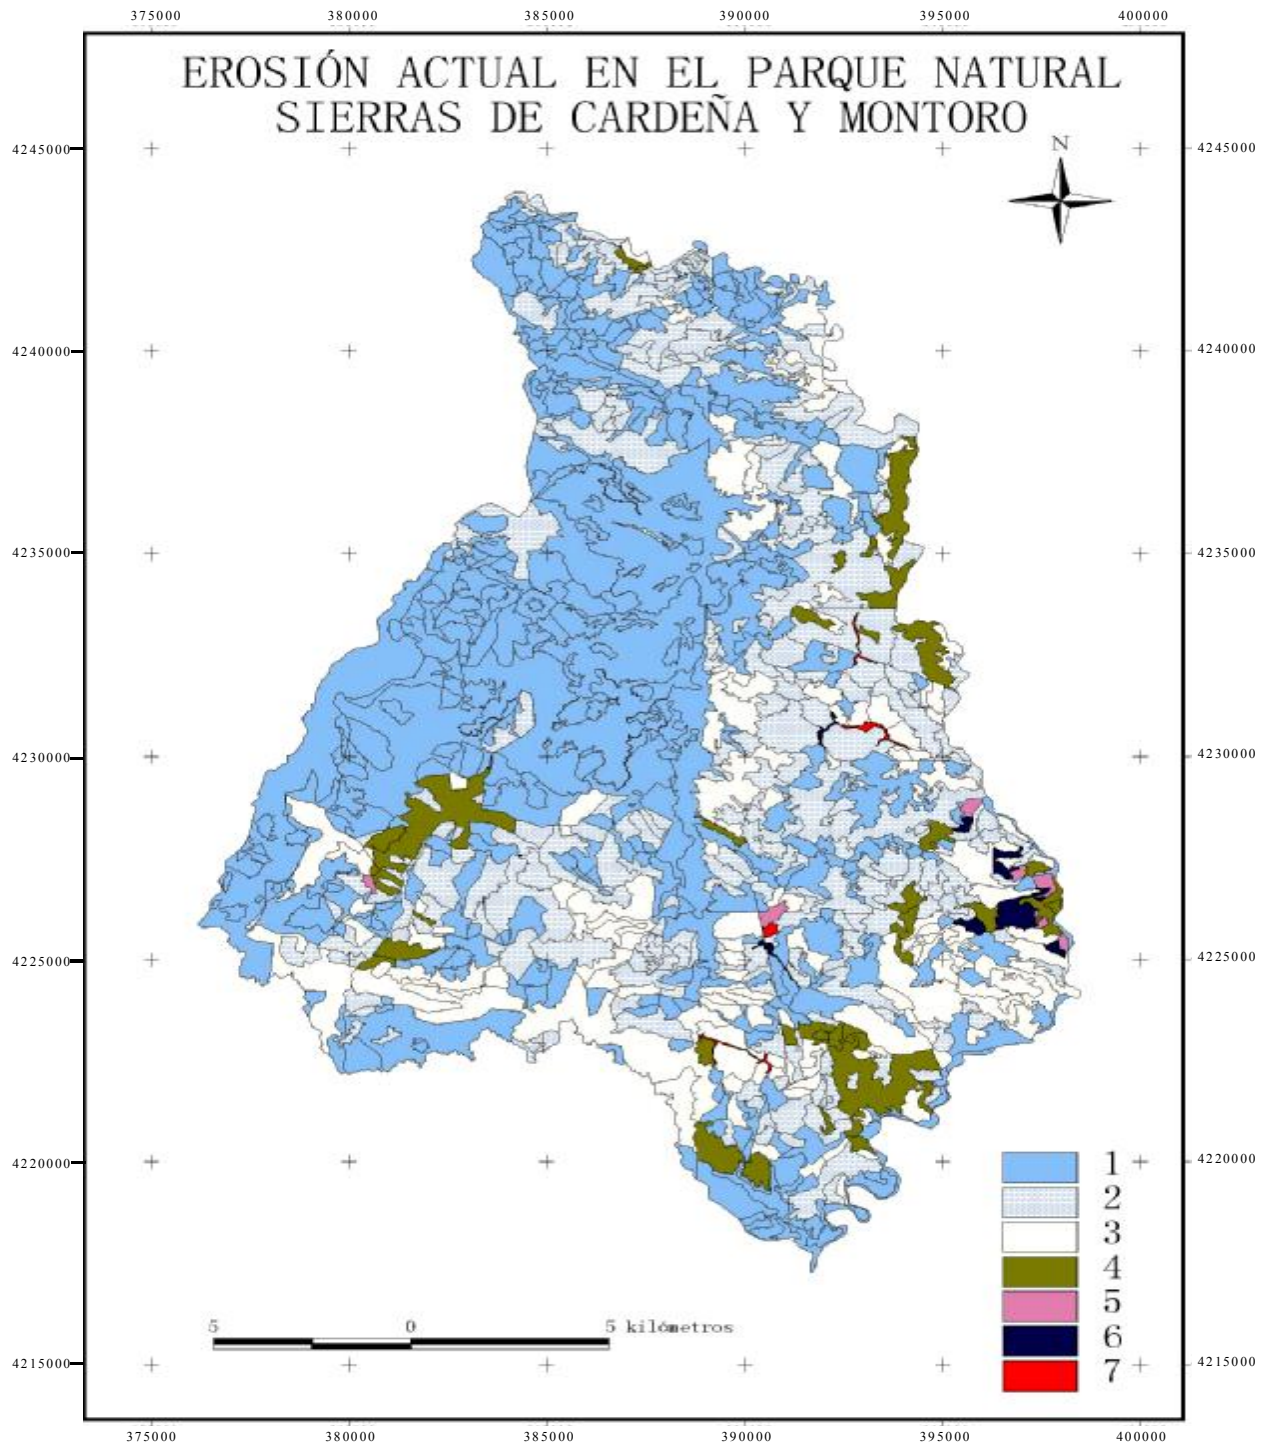 375000 380000 385000 390000 395000 400000
EROSIÓN ACTUAL EN EL PARQUE NATURAL
SIERRAS DE CARDEÑA Y MONTORO
4245000 4245000
N
4240000 4240000
4235000 4235000
4230000 4230000
4225000 4225000
4220000 4220000
1
2
3
4
5
6
7
5 0 5 kilómetros
4215000 4215000
375000 380000 385000 390000 395000 400000